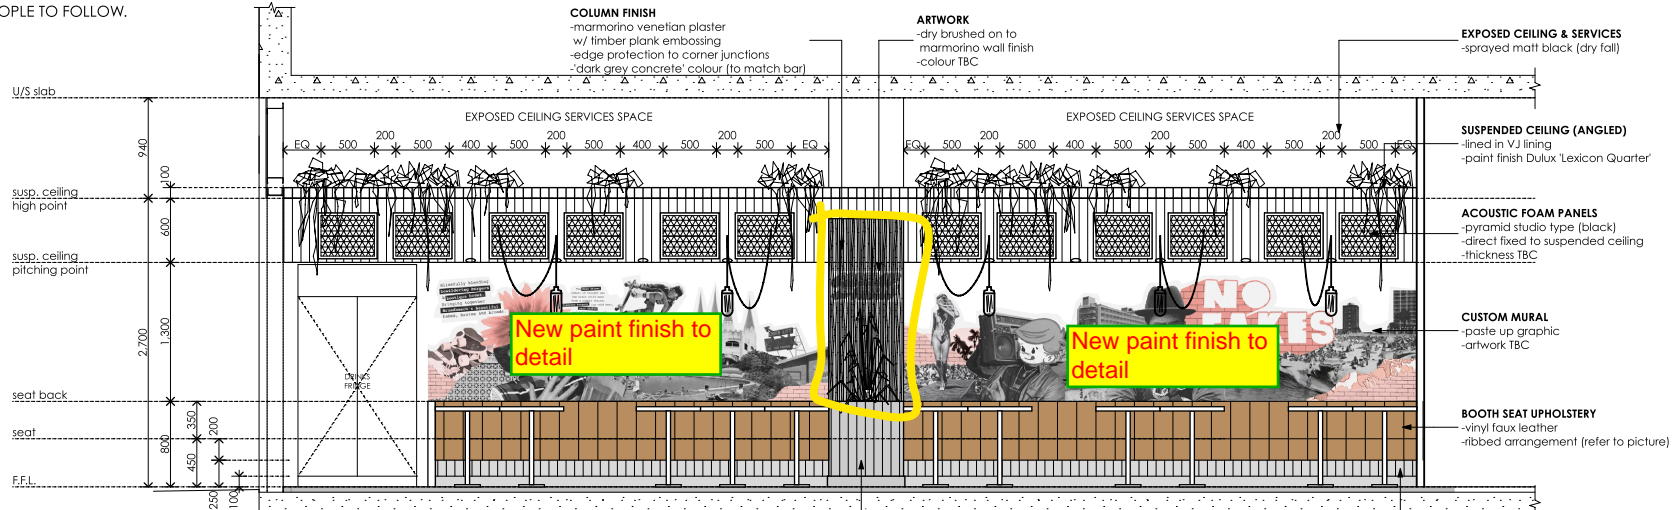 OPLE TO FOLLOW.
COLUMN FINISH
-marmorino venetian plaster
w/ timber plank embossing
-edge protection to corner junctions
-'dark grey concrete' colour (to match bar)
ARTWORK
-dry brushed on to
marmorino wall finish
-colour TBC
EXPOSED CEILING & SERVICES
-sprayed matt black (dry fall)
U/S slab
EXPOSED CEILING SERVICES SPACE
EXPOSED CEILING SERVICES SPACE
200 200 200 200 200 200 200 200
EQ 500 500 400 500 400 500 500 EQ
EQ 500 500 400 500 400 500 500 EQ
940
100
SUSPENDED CEILING (ANGLED)
-lined in VJ lining
-paint finish Dulux 'Lexicon Quarter'
susp. ceiling
high point
600
ACOUSTIC FOAM PANELS
-pyramid studio type (black)
-direct fixed to suspended ceiling
-thickness TBC
susp. ceiling
pitching point
2,700
1,300
New paint finish to
detail
NO
New paint finish to
detail
CUSTOM MURAL
-paste up graphic
-artwork TBC
DRINKS
FRIDGE
seat back
350
200
800
450
BOOTH SEAT UPHOLSTERY
-vinyl faux leather
-ribbed arrangement (refer to picture)
seat
F.F.L.
250
100